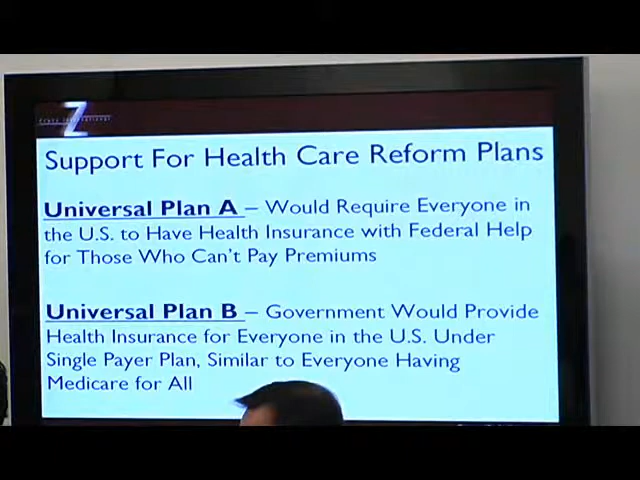 Z
International
Support For Health Care Reform Plans
Universal Plan A – Would Require Everyone in
the U.S. to Have Health Insurance with Federal Help
for Those Who Can't Pay Premiums
Universal Plan B – Government Would Provide
Health Insurance for Everyone in the U.S. Under
Single Payer Plan, Similar to Everyone Having
Medicare for All